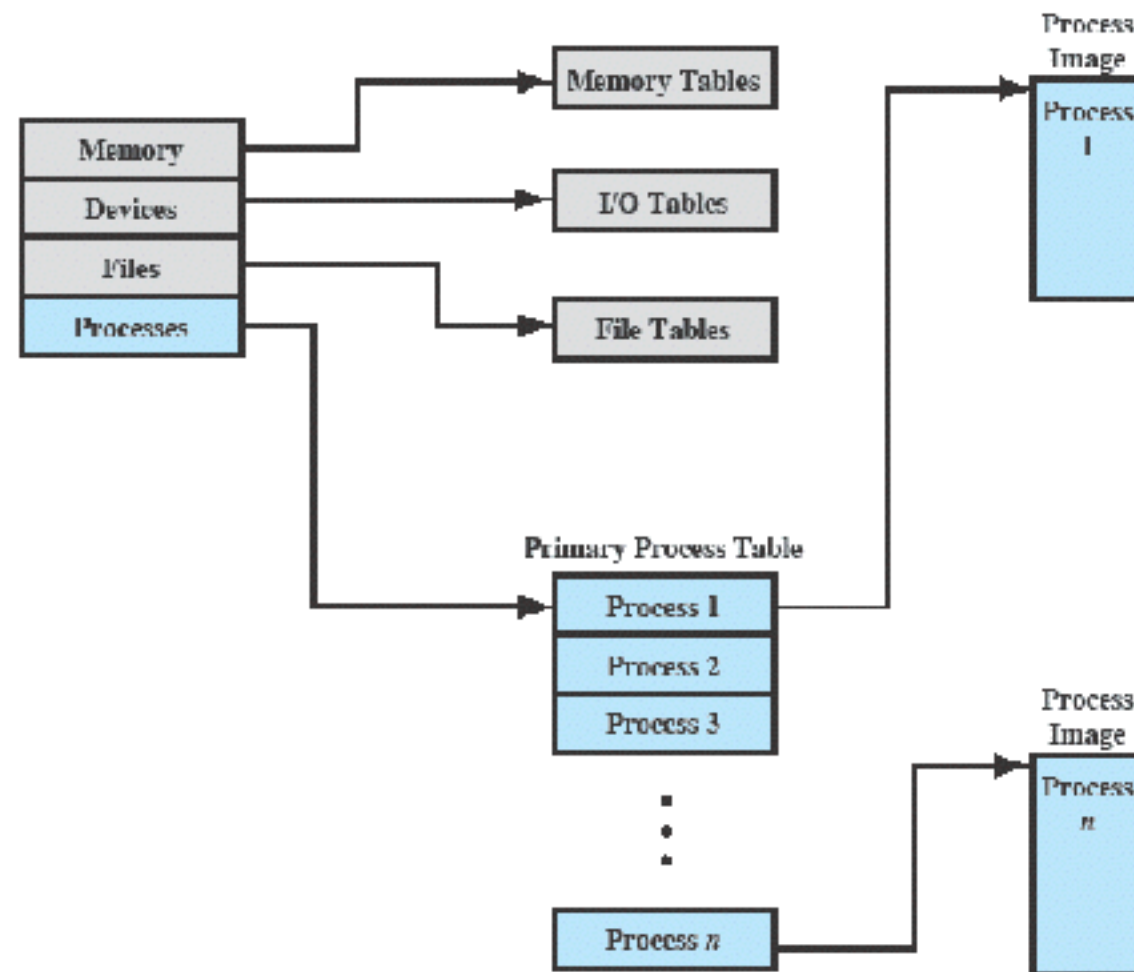 Process
Image
Process
1
Memory Tables
Memory
Devices
Files
Processes
I/O Tables
File Tables
Primary Process Table
Process 1
Process 2
Process 3
Process n
Process
Image
Process
n